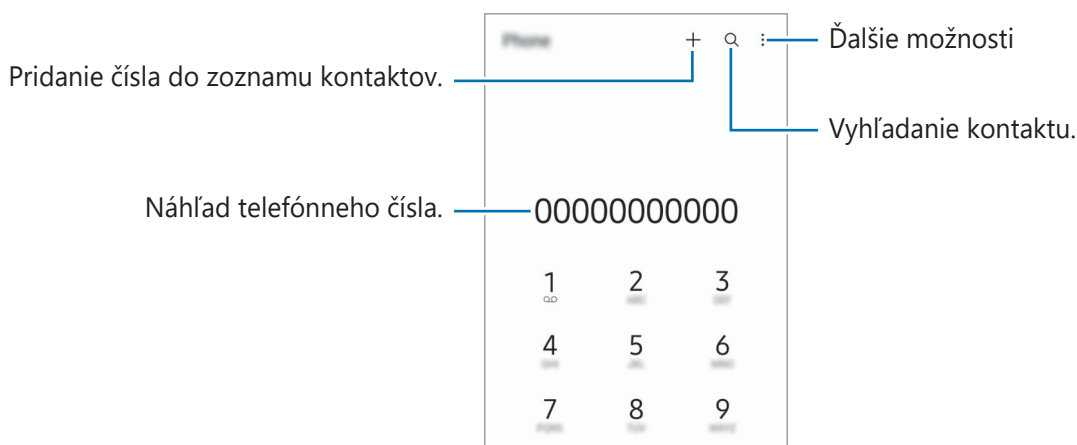 Phone
Ďalšie možnosti
Pridanie čísla do zoznamu kontaktov.
Vyhľadanie kontaktu.
Náhľad telefónneho čísla.
00000000000
1 2 3
ABC DEF
4 5 6
GHI JKL MNO
7 8 9
PQRS TUV WXYZ